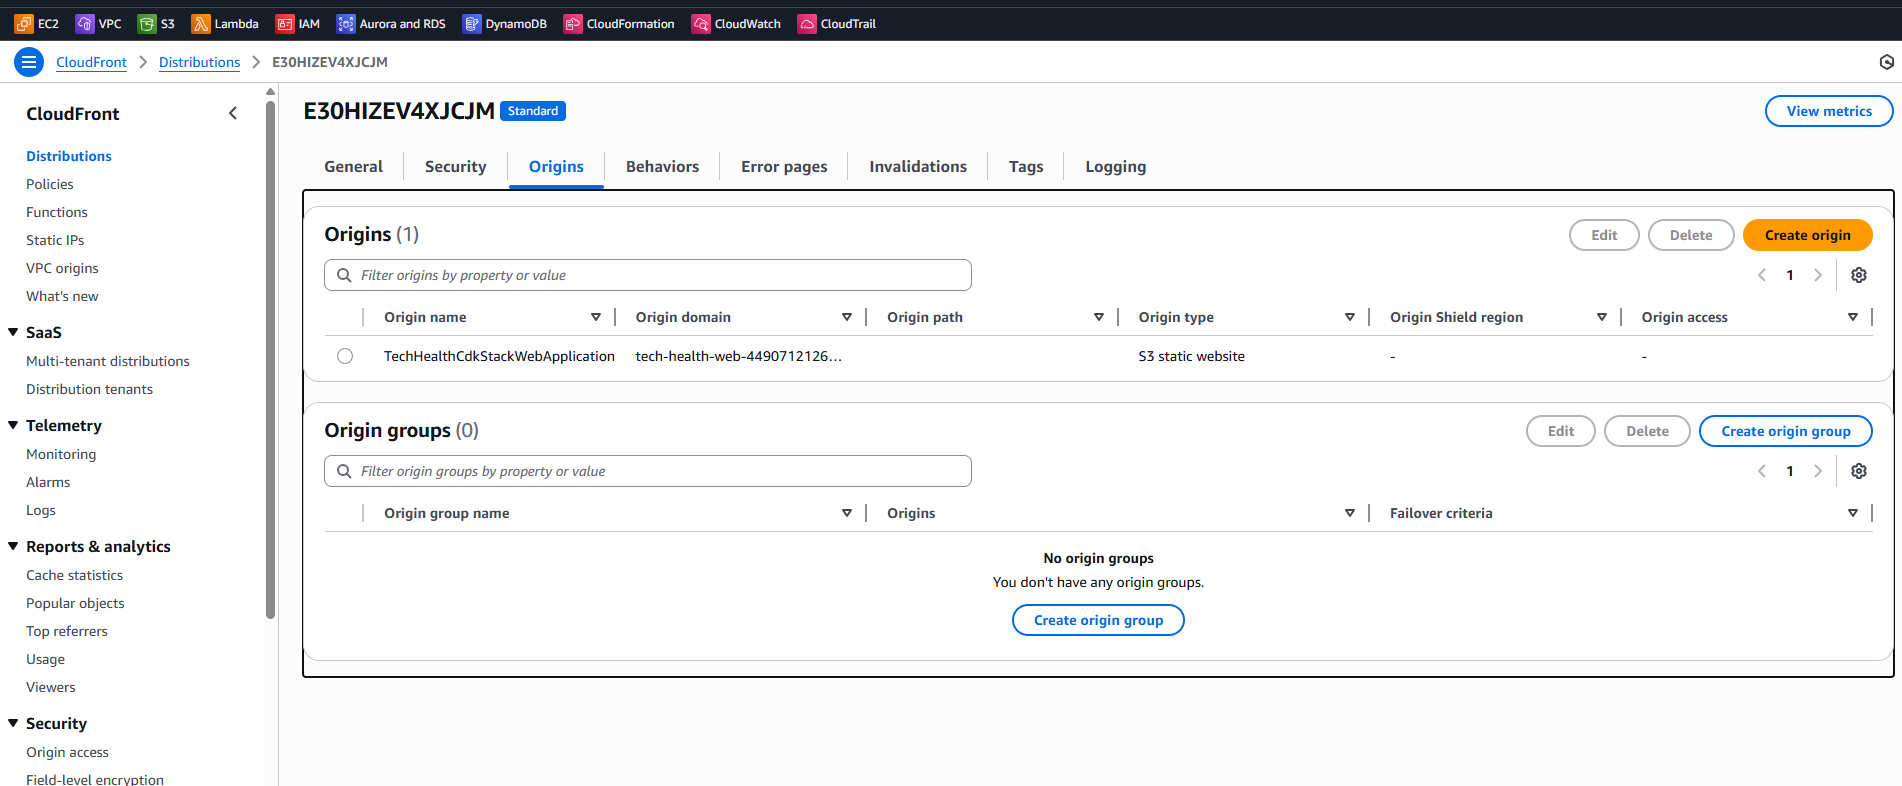 EC2 VPC S3 Lambda IAM Aurora and RDS DynamoDB CloudFormation CloudWatch CloudTrail
CloudFront Distributions E30HIZEV4XJCJM
CloudFront
Distributions
Policies
Functions
Static IPs
VPC origins
What's new
SaaS
Multi-tenant distributions
Distribution tenants
Telemetry
Monitoring
Alarms
Logs
Reports & analytics
Cache statistics
Popular objects
Top referrers
Usage
Viewers
Security
Origin access
Field-level encryption
E30HIZEV4XJCJM Standard View metrics
General Security Origins Behaviors Error pages Invalidations Tags Logging
Origins (1) Edit Delete Create origin
Filter origins by property or value 1
Origin name Origin domain Origin path Origin type Origin Shield region Origin access
TechHealthCdkStackWebApplication tech-health-web-4490712126... S3 static website - -
Origin groups (0) Edit Delete Create origin group
Filter origin groups by property or value 1
Origin group name Origins Failover criteria
No origin groups
You don't have any origin groups.
Create origin group